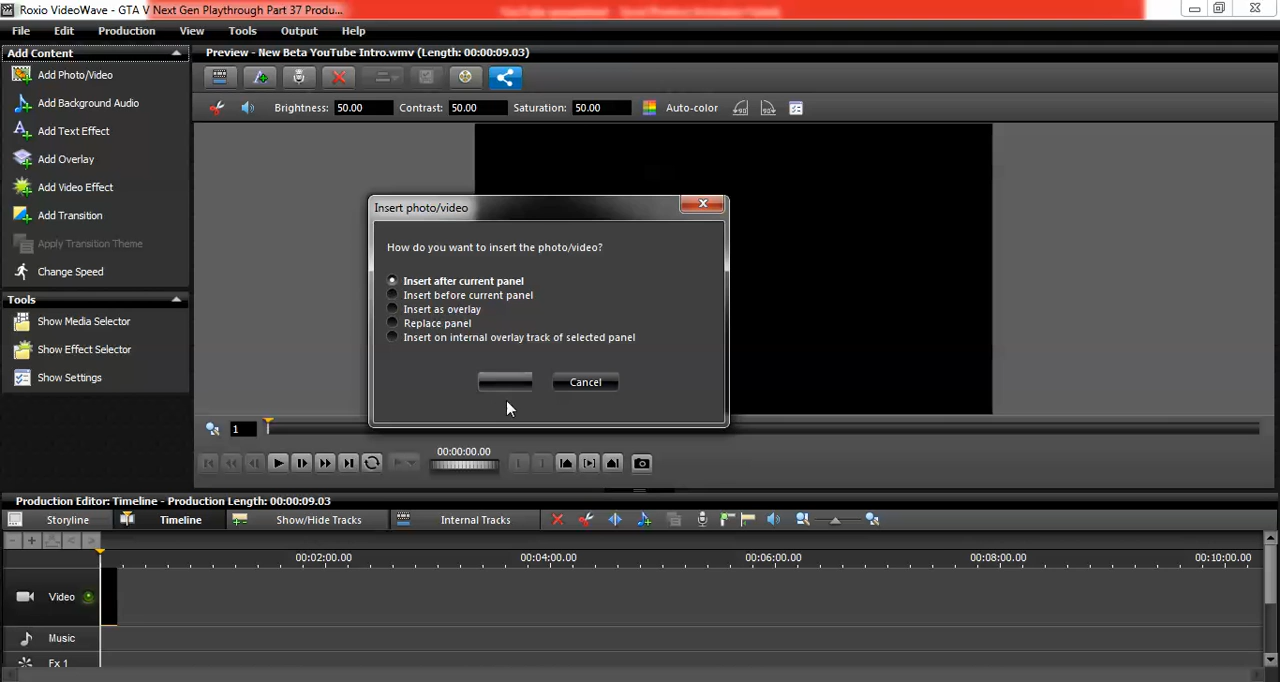 Roxio VideoWave - GTA V Next Gen Playthrough Part 37 Produ...
File Edit Production View Tools Output Help
Add Content
Preview - New Beta YouTube Intro.wmv (Length: 00:00:09.03)
Add Photo/Video
Add Background Audio
Brightness: 50.00 Contrast: 50.00 Saturation: 50.00 Auto-color
90 90
Add Text Effect
Add Overlay
Add Video Effect
Add Transition
Apply Transition Theme
Change Speed
Tools
Show Media Selector
Show Effect Selector
Show Settings
Insert photo/video
How do you want to insert the photo/video?
Insert after current panel
Insert before current panel
Insert as overlay
Replace panel
Insert on internal overlay track of selected panel
Cancel
1
00:00:00.00
Production Editor: Timeline - Production Length: 00:00:09.03
Storyline Timeline Show/Hide Tracks Internal Tracks
00:02:00.00 00:04:00.00 00:06:00.00 00:08:00.00 00:10:00.00
Video
Music
Fx 1